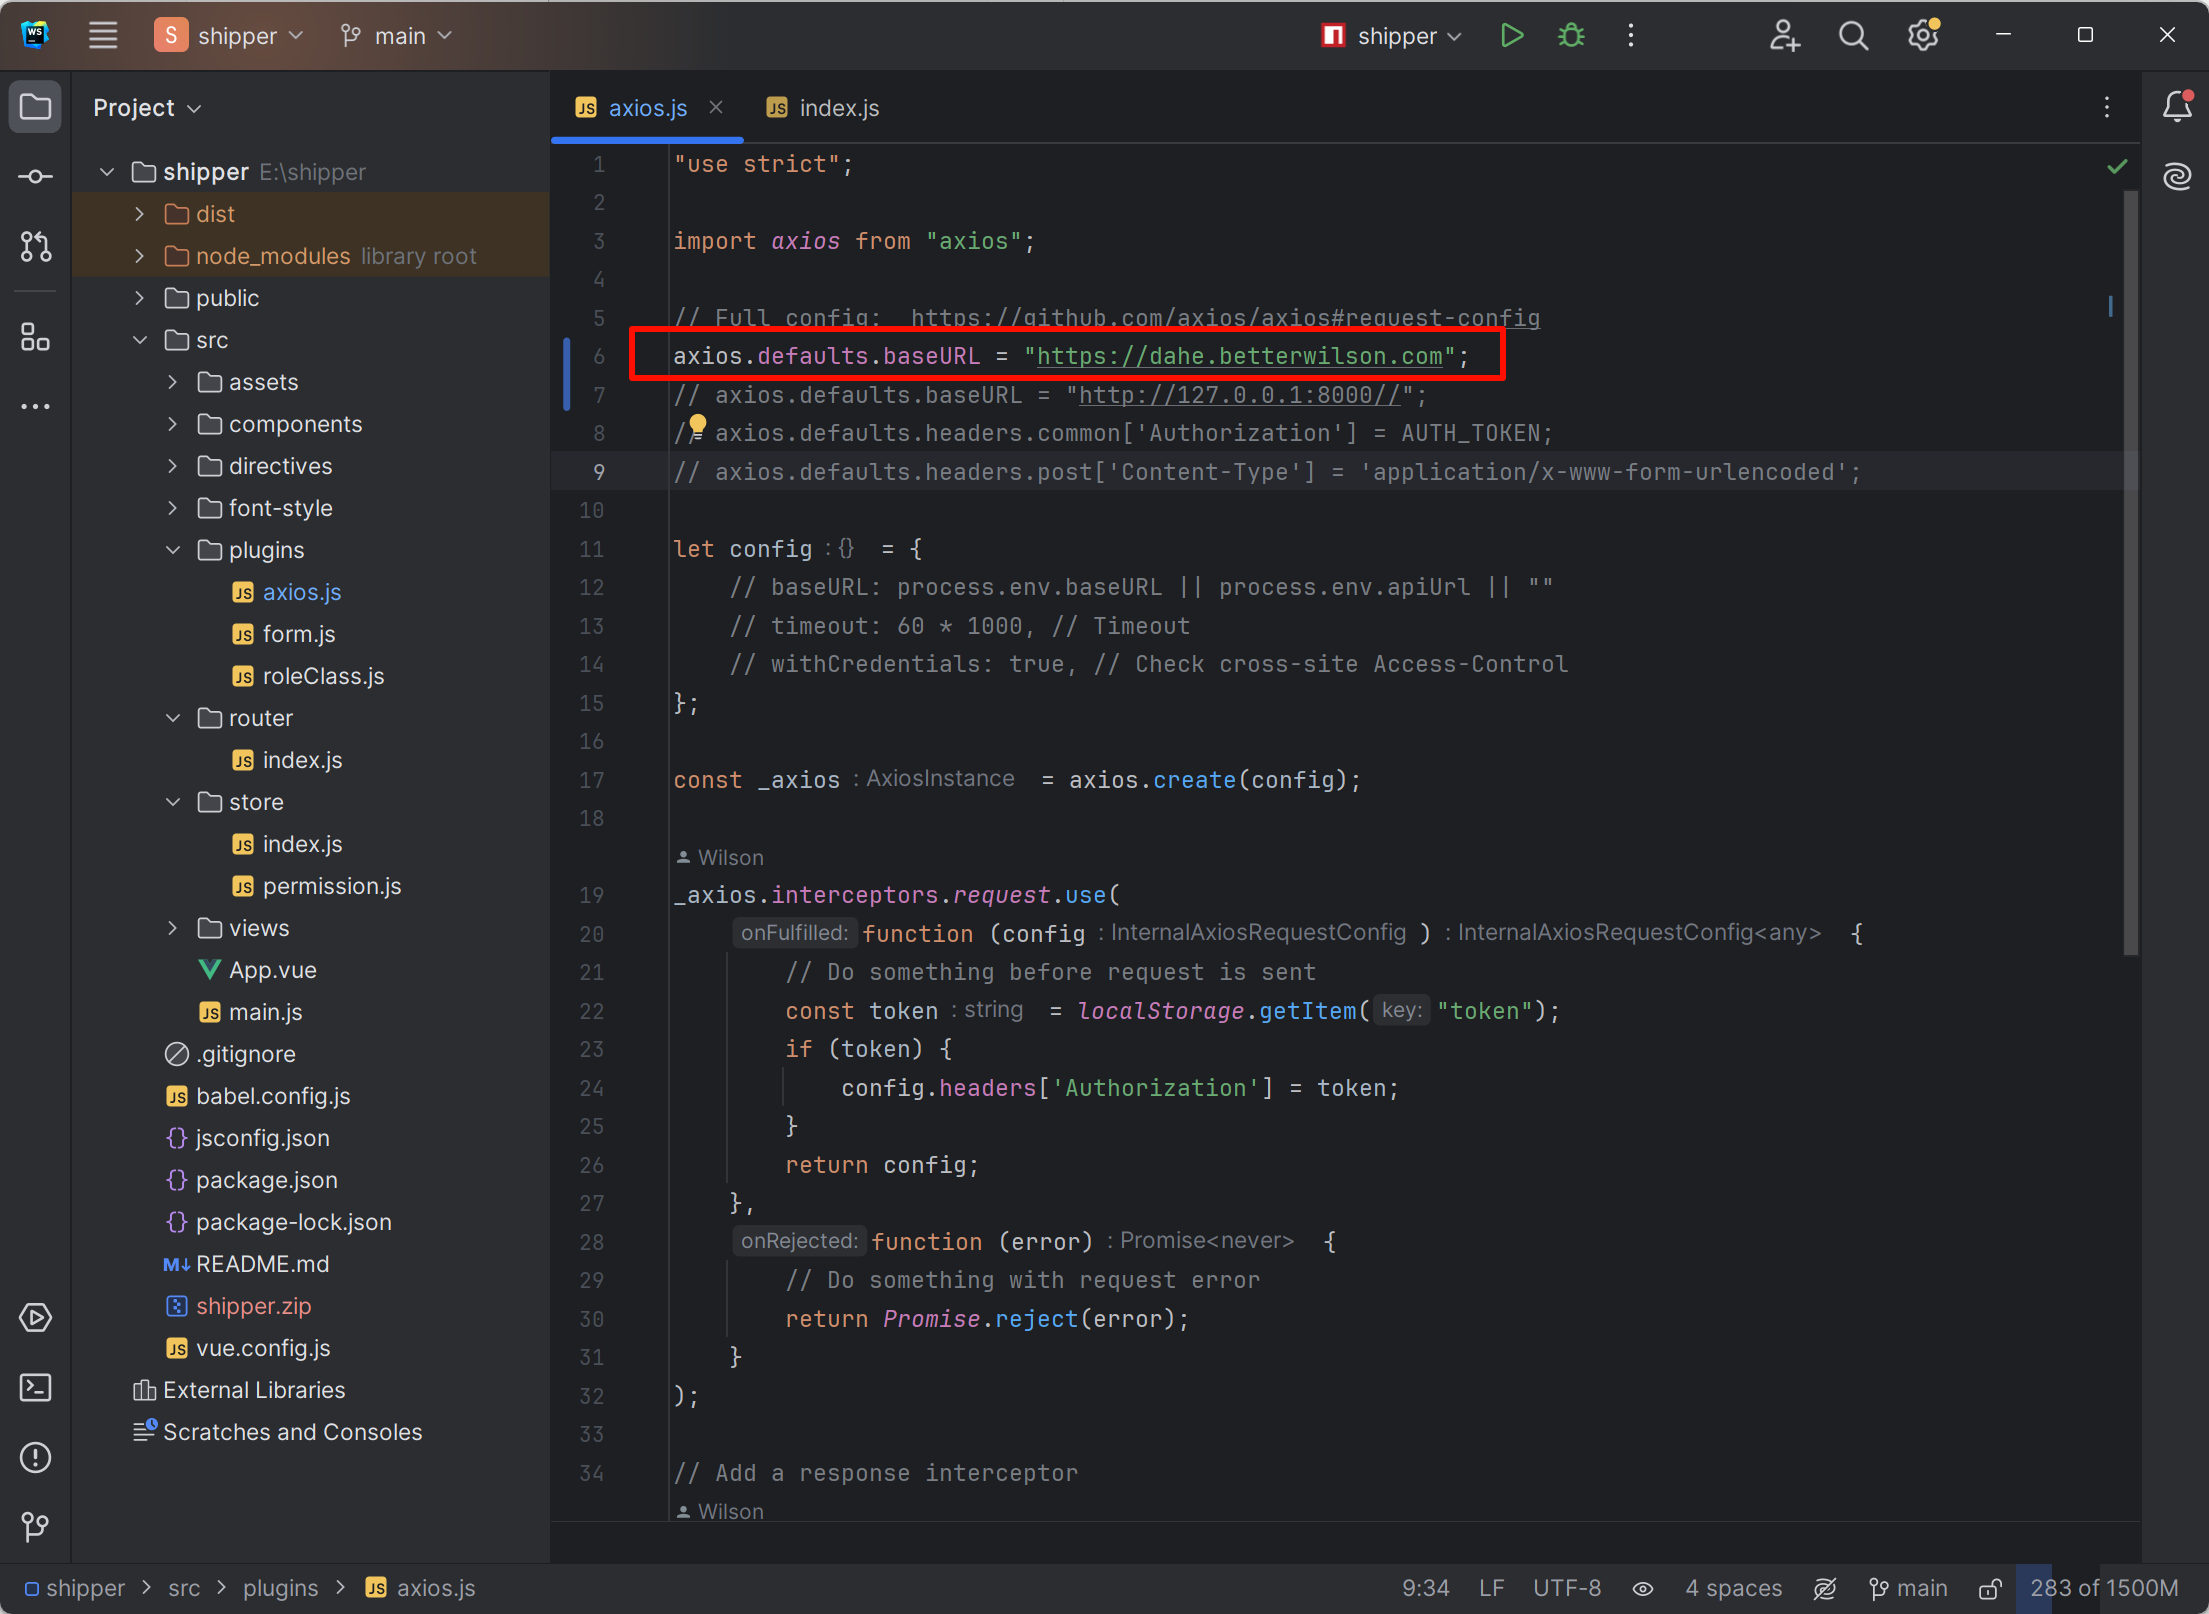 WS
S shipper
main
shipper
Project
axios.js
index.js
shipper E:\shipper
dist
node_modules library root
public
src
assets
components
directives
font-style
plugins
JS axios.js
JS form.js
JS roleClass.js
router
JS index.js
store
JS index.js
JS permission.js
views
App.vue
JS main.js
.gitignore
JS babel.config.js
{} jsconfig.json
{} package.json
{} package-lock.json
M↓ README.md
shipper.zip
JS vue.config.js
External Libraries
Scratches and Consoles
1 "use strict";
2
3 import axios from "axios";
4
5 // Full config:  https://github.com/axios/axios#request-config
6 axios.defaults.baseURL = "https://dahe.betterwilson.com";
7 // axios.defaults.baseURL = "http://127.0.0.1:8000//";
8 // axios.defaults.headers.common['Authorization'] = AUTH_TOKEN;
9 // axios.defaults.headers.post['Content-Type'] = 'application/x-www-form-urlencoded';
10
11 let config : {} = {
12 // baseURL: process.env.baseURL || process.env.apiUrl || ""
13 // timeout: 60 * 1000, // Timeout
14 // withCredentials: true, // Check cross-site Access-Control
15 };
16
17 const _axios : AxiosInstance = axios.create(config);
18
Wilson
19 _axios.interceptors.request.use(
20 onFulfilled: function (config : InternalAxiosRequestConfig ) : InternalAxiosRequestConfig<any> {
21 // Do something before request is sent
22 const token : string = localStorage.getItem( key: "token");
23 if (token) {
24 config.headers['Authorization'] = token;
25 }
26 return config;
27 },
28 onRejected: function (error) : Promise<never> {
29 // Do something with request error
30 return Promise.reject(error);
31 }
32 );
33
34 // Add a response interceptor
Wilson
shipper > src > plugins > JS axios.js
9:34 LF UTF-8 4 spaces main 283 of 1500M